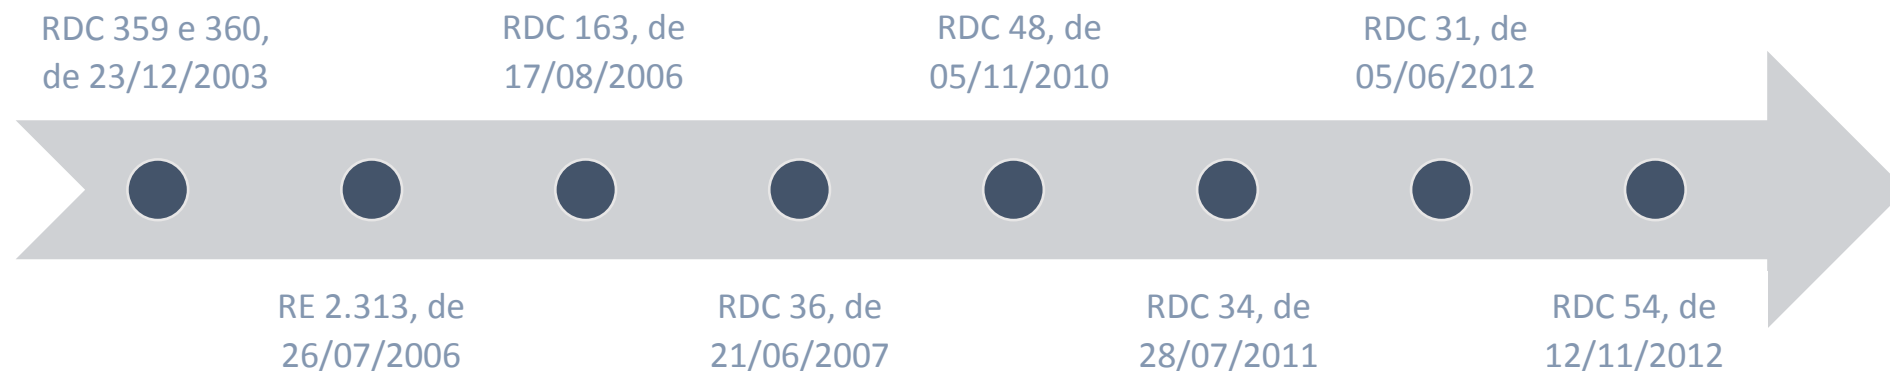 RDC 359 e 360,
de 23/12/2003
RDC 163, de
17/08/2006
RDC 48, de
05/11/2010
RDC 31, de
05/06/2012
RE 2.313, de
26/07/2006
RDC 36, de
21/06/2007
RDC 34, de
28/07/2011
RDC 54, de
12/11/2012